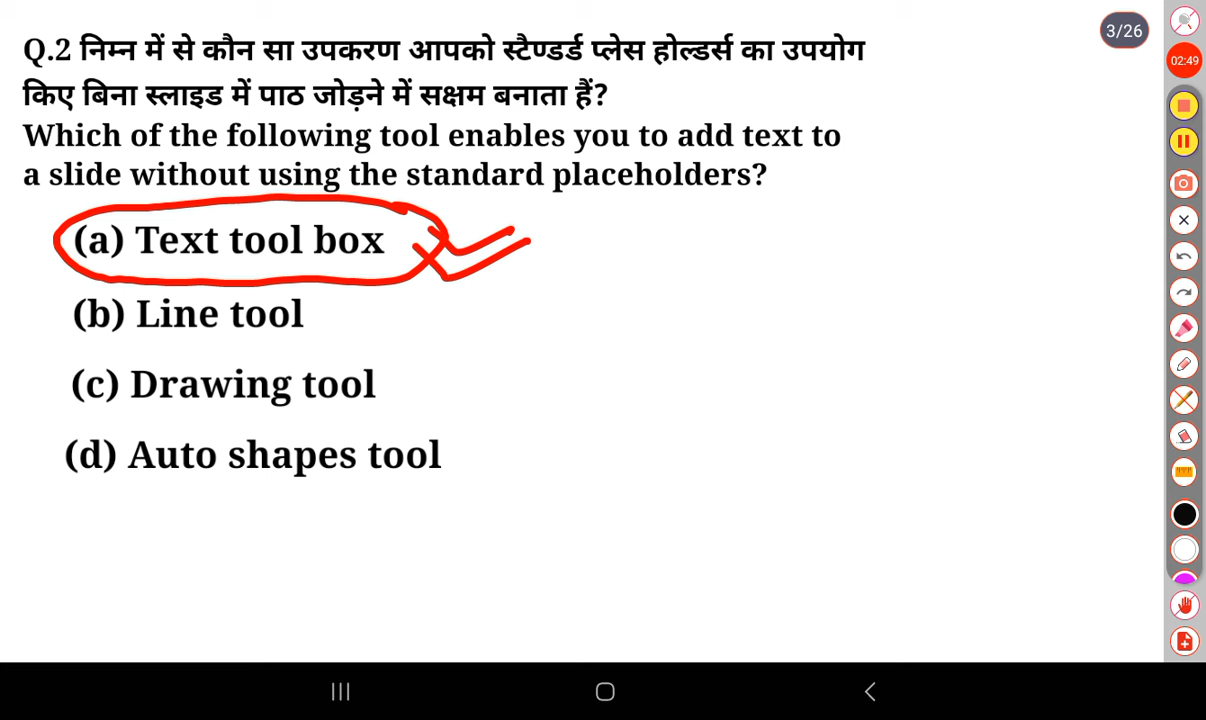 3/26
02:49
Q.2 निम्न में से कौन सा उपकरण आपको स्टैण्डर्ड प्लेस होल्डर्स का उपयोग
किए बिना स्लाइड में पाठ जोड़ने में सक्षम बनाता हैं?
Which of the following tool enables you to add text to
a slide without using the standard placeholders?
(a) Text tool box
(b) Line tool
(c) Drawing tool
(d) Auto shapes tool